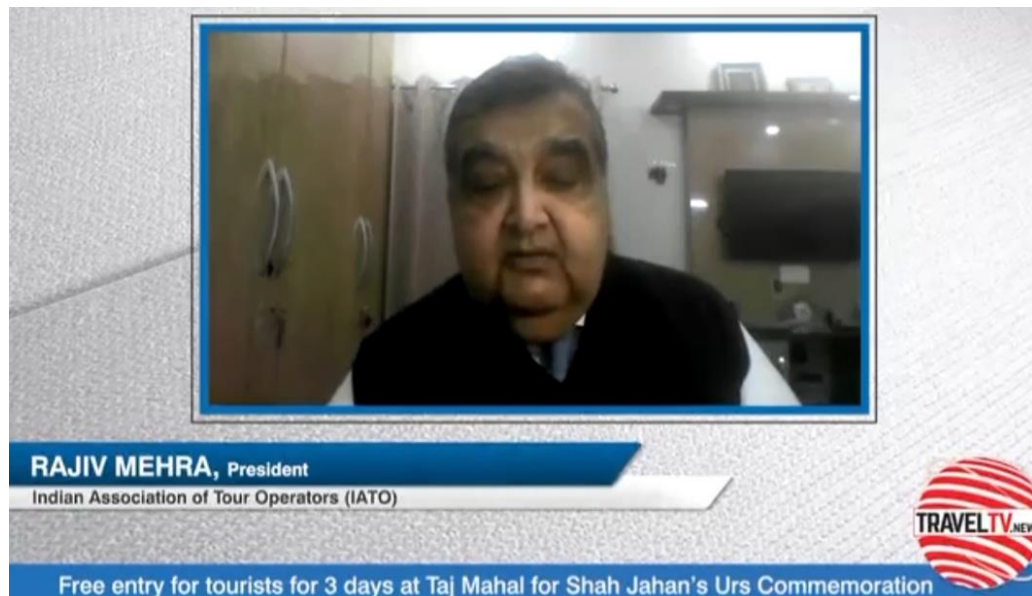 RAJIV MEHRA, President
Indian Association of Tour Operators (IATO)
TRAVELTV.NEW
Free entry for tourists for 3 days at Taj Mahal for Shah Jahan's Urs Commemoration